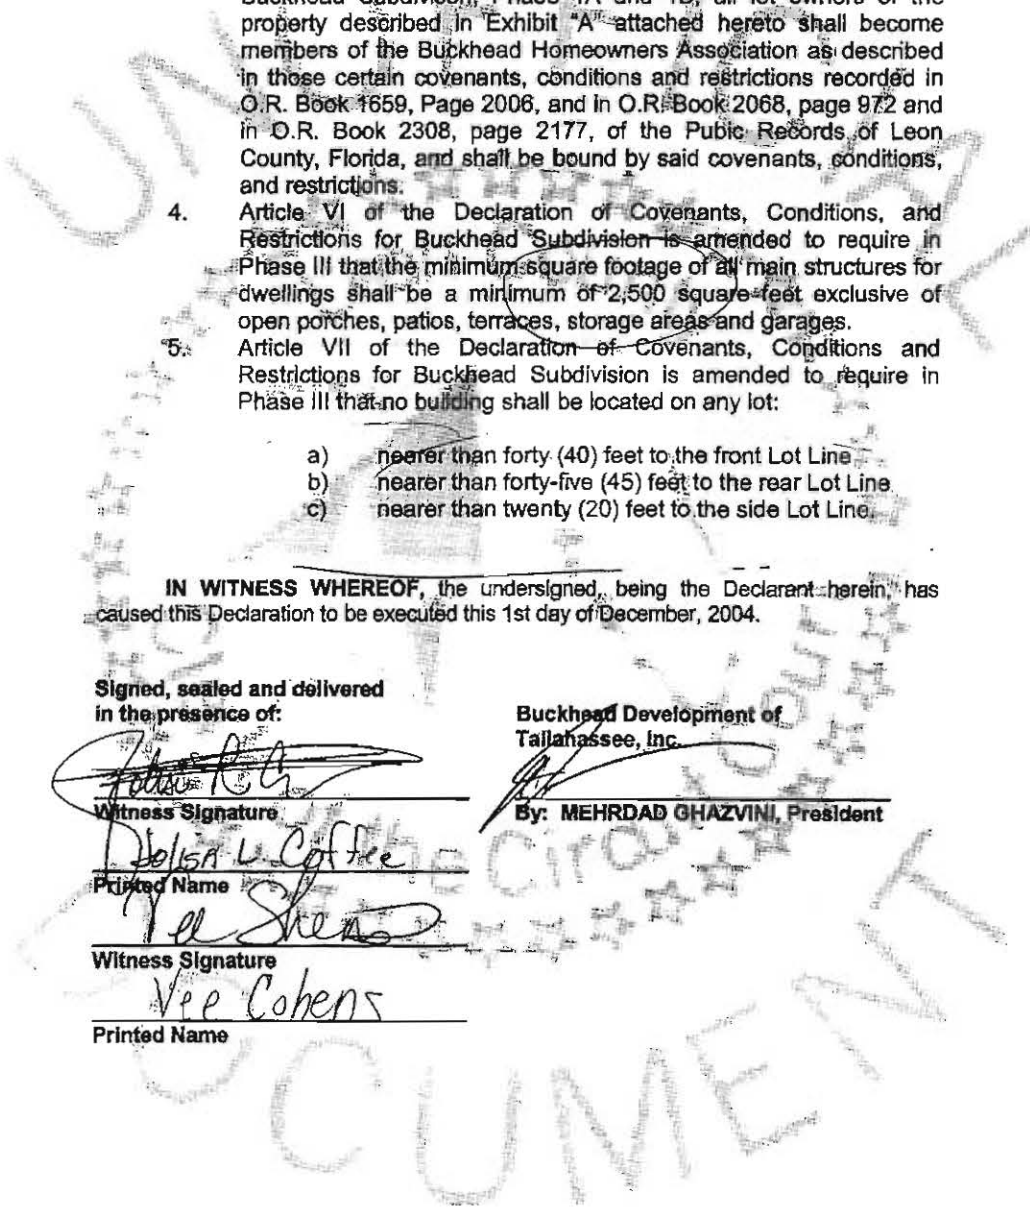 Buckhead Subdivision, Phase 1A and 1B, all lot owners of the
property described in Exhibit "A" attached hereto shall become
members of the Buckhead Homeowners Association as described
in those certain covenants, conditions and restrictions recorded in
O.R. Book 1659, Page 2006, and in O.R. Book 2068, page 972 and
in O.R. Book 2308, page 2177, of the Pubic Records of Leon
County, Florida, and shall be bound by said covenants, conditions,
and restrictions.
4. Article VI of the Declaration of Covenants, Conditions, and
Restrictions for Buckhead Subdivision is amended to require in
Phase III that the minimum square footage of all main structures for
dwellings shall be a minimum of 2,500 square feet exclusive of
open porches, patios, terraces, storage areas and garages.
5. Article VII of the Declaration of Covenants, Conditions and
Restrictions for Buckhead Subdivision is amended to require in
Phase III that no building shall be located on any lot:
a) nearer than forty (40) feet to the front Lot Line
b) nearer than forty-five (45) feet to the rear Lot Line
c) nearer than twenty (20) feet to the side Lot Line.
IN WITNESS WHEREOF, the undersigned, being the Declarant herein, has
caused this Declaration to be executed this 1st day of December, 2004.
Signed, sealed and delivered
in the presence of:
Buckhead Development of
Tallahassee, Inc.
Witness Signature
By: MEHRDAD GHAZVINI, President
Coffee
Printed Name
Witness Signature
Vee Cohens
Printed Name
the Circuit Court
UNOFFICIAL
DOCUMENT